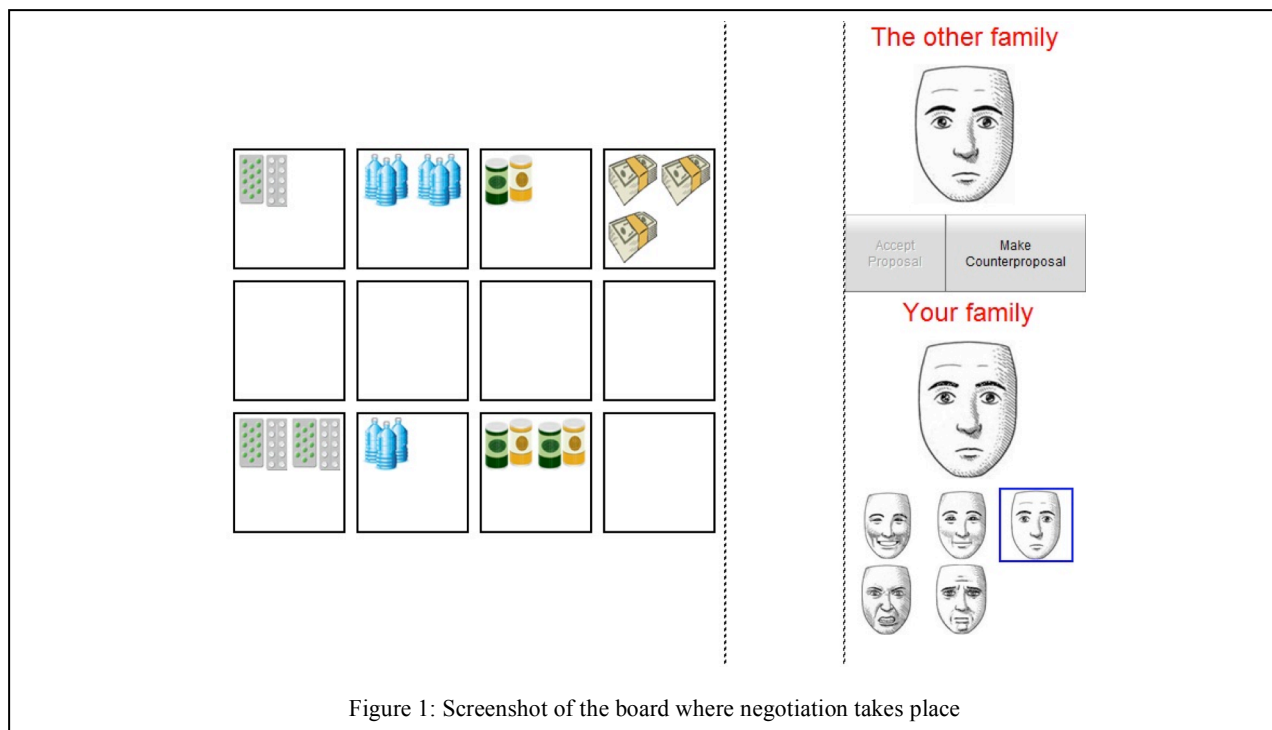 The other family
Accept
Proposal
Make
Counterproposal
Your family
Figure 1: Screenshot of the board where negotiation takes place